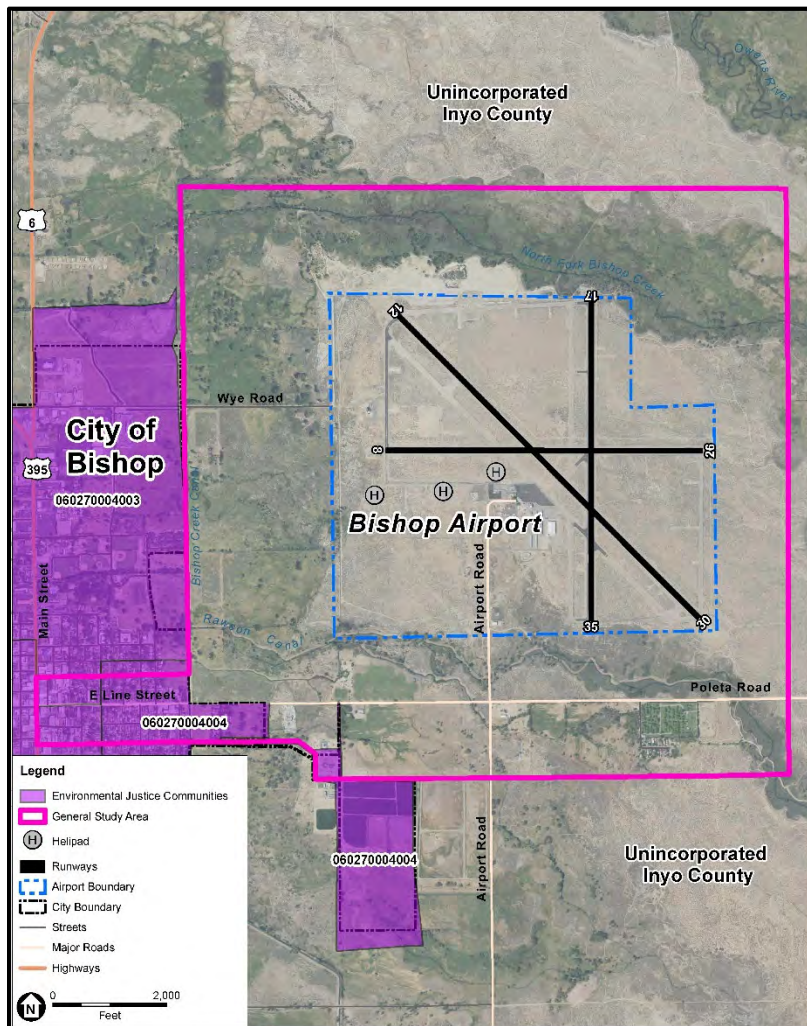 Owens River
Unincorporated
Inyo County
6
North Fork Bishop Creek
12
17
Wye Road
City of
Bishop
395
8
26
060270004003
H
H
H
Bishop Airport
Bishop Creek Canal
Main Street
Airport Road
Rawson Canal
35
30
E Line Street
Poleta Road
060270004004
Legend
Environmental Justice Communities
General Study Area
H
Helipad
Runways
Airport Boundary
City Boundary
Streets
Major Roads
Highways
060270004004
Airport Road
Unincorporated
Inyo County
N
0 2,000
Feet